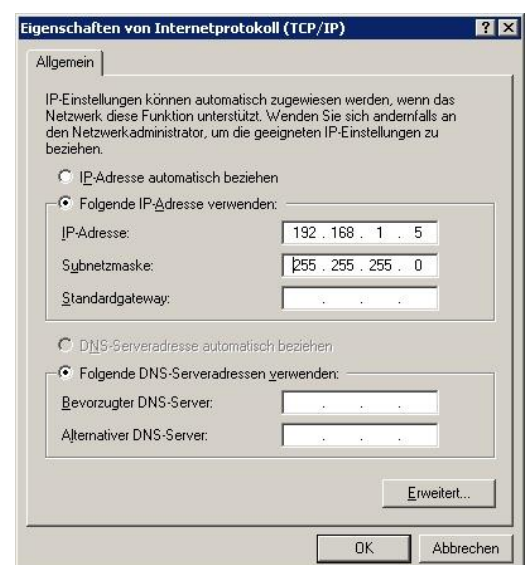 Eigenschaften von Internetprotokoll (TCP/IP)
Allgemein
IP-Einstellungen können automatisch zugewiesen werden, wenn das
Netzwerk diese Funktion unterstützt. Wenden Sie sich andernfalls an
den Netzwerkadministrator, um die geeigneten IP-Einstellungen zu
beziehen.
IP-Adresse automatisch beziehen
Folgende IP-Adresse verwenden:
IP-Adresse: 192 . 168 . 1 . 5
Subnetzmaske: 255 . 255 . 255 . 0
Standardgateway: . . .
DNS-Serveradresse automatisch beziehen
Folgende DNS-Serveradressen verwenden:
Bevorzugter DNS-Server: . . .
Alternativer DNS-Server: . . .
Erweitert...
OK Abbrechen